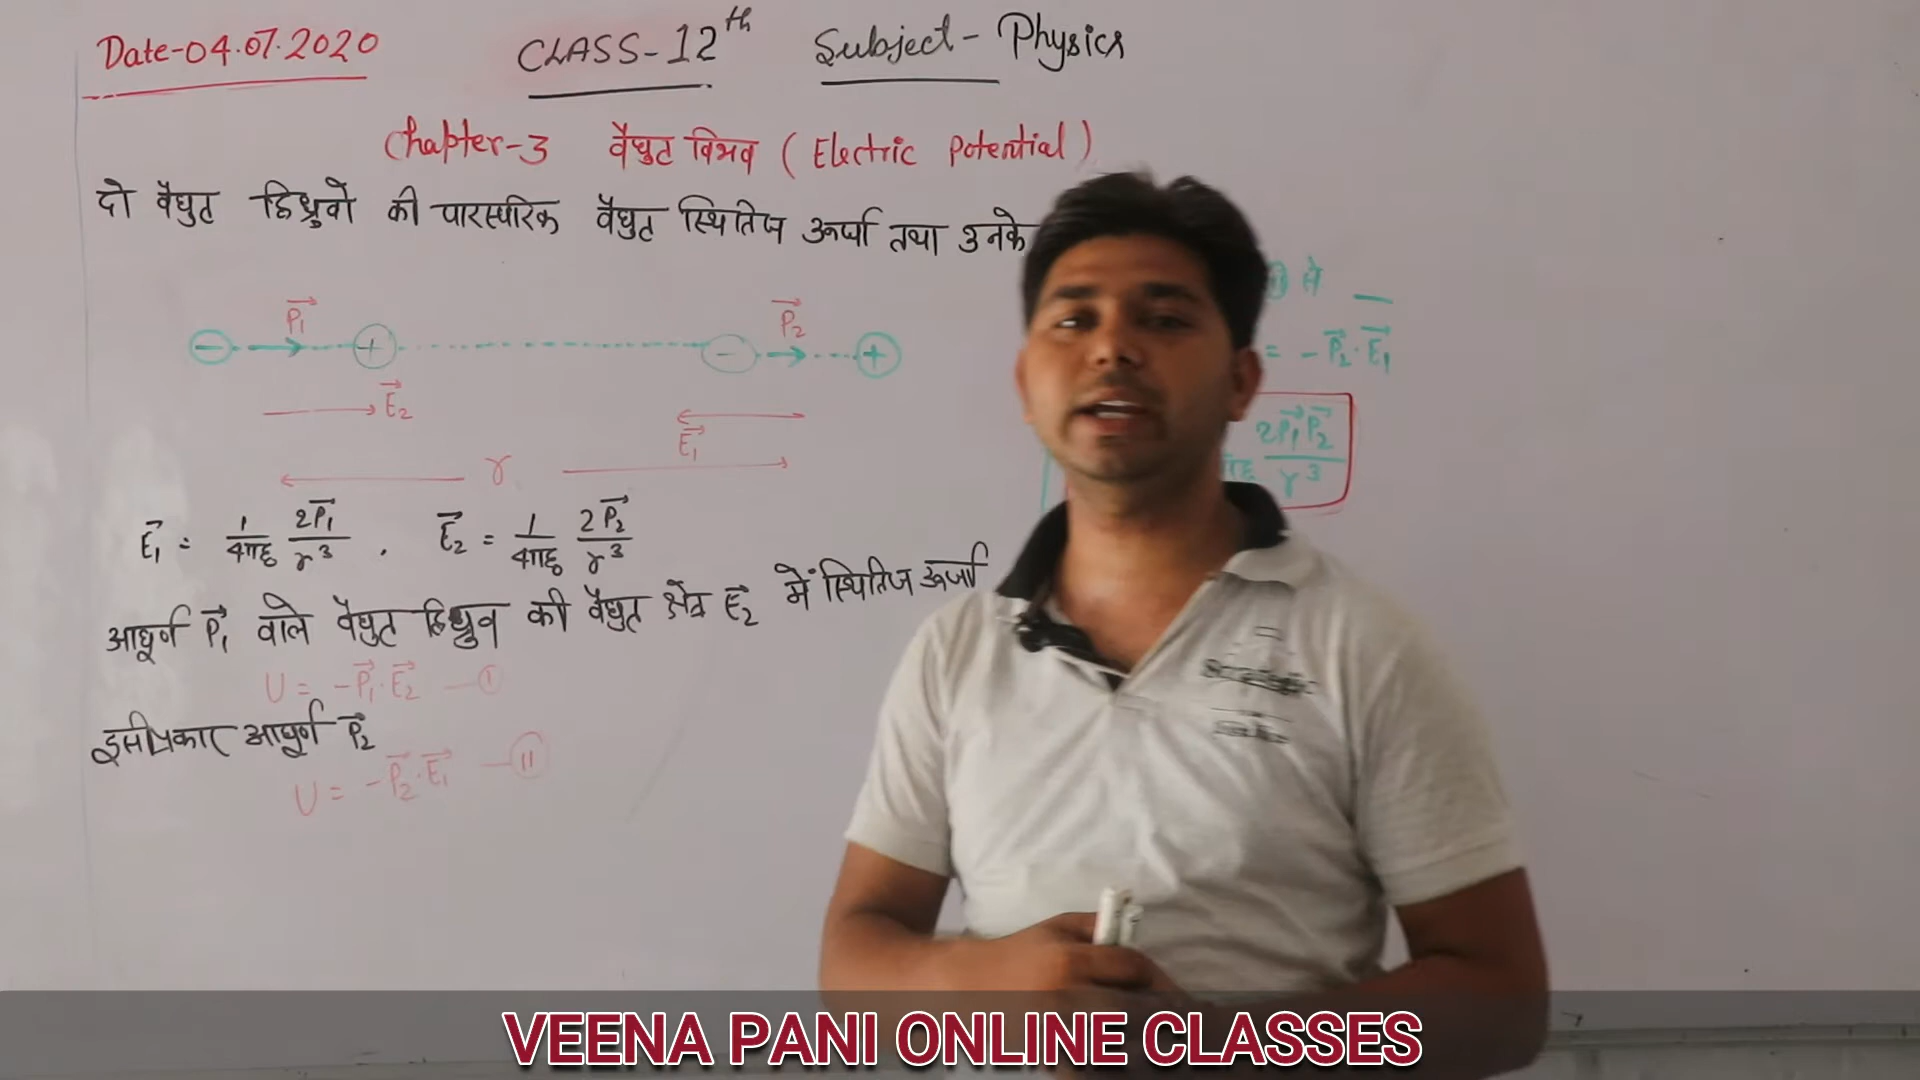 Date-04.07.2020 CLASS-12th Subject- Physics
Chapter-3 वैधुट विभव (Electric Potential)
दो वैधुत द्विध्रुवो की पारस्परिक वैधुत स्थितिज ऊर्जा तथा उनके
से
P₁ P₂
= -P₂·E₁
− + − +
E₂ E₁
2P₁P₂
r³
r
E₁ = 1/4πε₀ 2P₁/r³ . E₂ = 1/4πε₀ 2P₂/r³
आघूर्ण P₁ वाले वैधुत द्विध्रुव की वैधुत क्षेत्र E₂ में स्थितिज ऊर्जा
U = -P₁·E₂ —(I)
इसीप्रकार आघूर्ण P₂
U = -P₂·E₁ —(II)
VEENA PANI ONLINE CLASSES